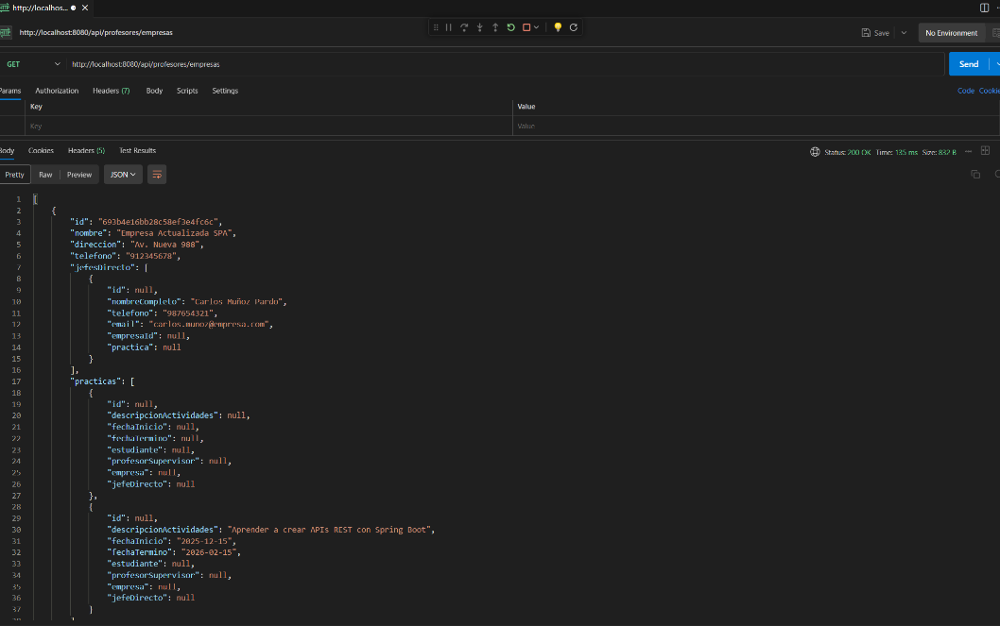 http://localhos...
http://localhost:8080/api/profesores/empresas
Save
No Environment
GET
http://localhost:8080/api/profesores/empresas
Send
Params Authorization Headers (7) Body Scripts Settings
Code Cookie
Key Value
Key Value
Body Cookies Headers (5) Test Results
Status: 200 OK Time: 135 ms Size: 832 B
Pretty Raw Preview JSON
1 [
2 {
3 "id": "693b4e16bb28c58ef3e4fc6c",
4 "nombre": "Empresa Actualizada SPA",
5 "direccion": "Av. Nueva 988",
6 "telefono": "912345678",
7 "jefesDirecto": [
8 {
9 "id": null,
10 "nombreCompleto": "Carlos Muñoz Pardo",
11 "telefono": "987654321",
12 "email": "carlos.munoz@empresa.com",
13 "empresaId": null,
14 "practica": null
15 }
16 ],
17 "practicas": [
18 {
19 "id": null,
20 "descripcionActividades": null,
21 "fechaInicio": null,
22 "fechaTermino": null,
23 "estudiante": null,
24 "profesorSupervisor": null,
25 "empresa": null,
26 "jefeDirecto": null
27 },
28 {
29 "id": null,
30 "descripcionActividades": "Aprender a crear APIs REST con Spring Boot",
31 "fechaInicio": "2025-12-15",
32 "fechaTermino": "2026-02-15",
33 "estudiante": null,
34 "profesorSupervisor": null,
35 "empresa": null,
36 "jefeDirecto": null
37 }